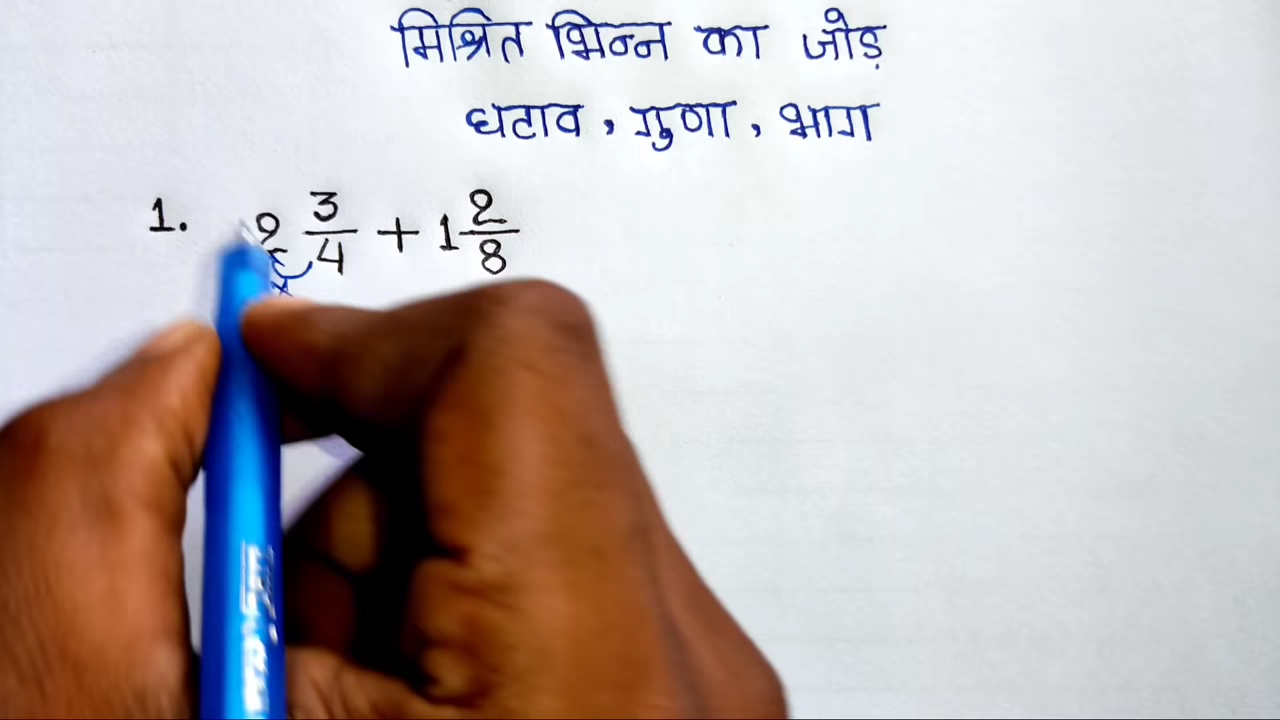 मिश्रित भिन्न का जोड़
घटाव, गुणा, भाग
1. 2 3/4 + 1 2/8
×